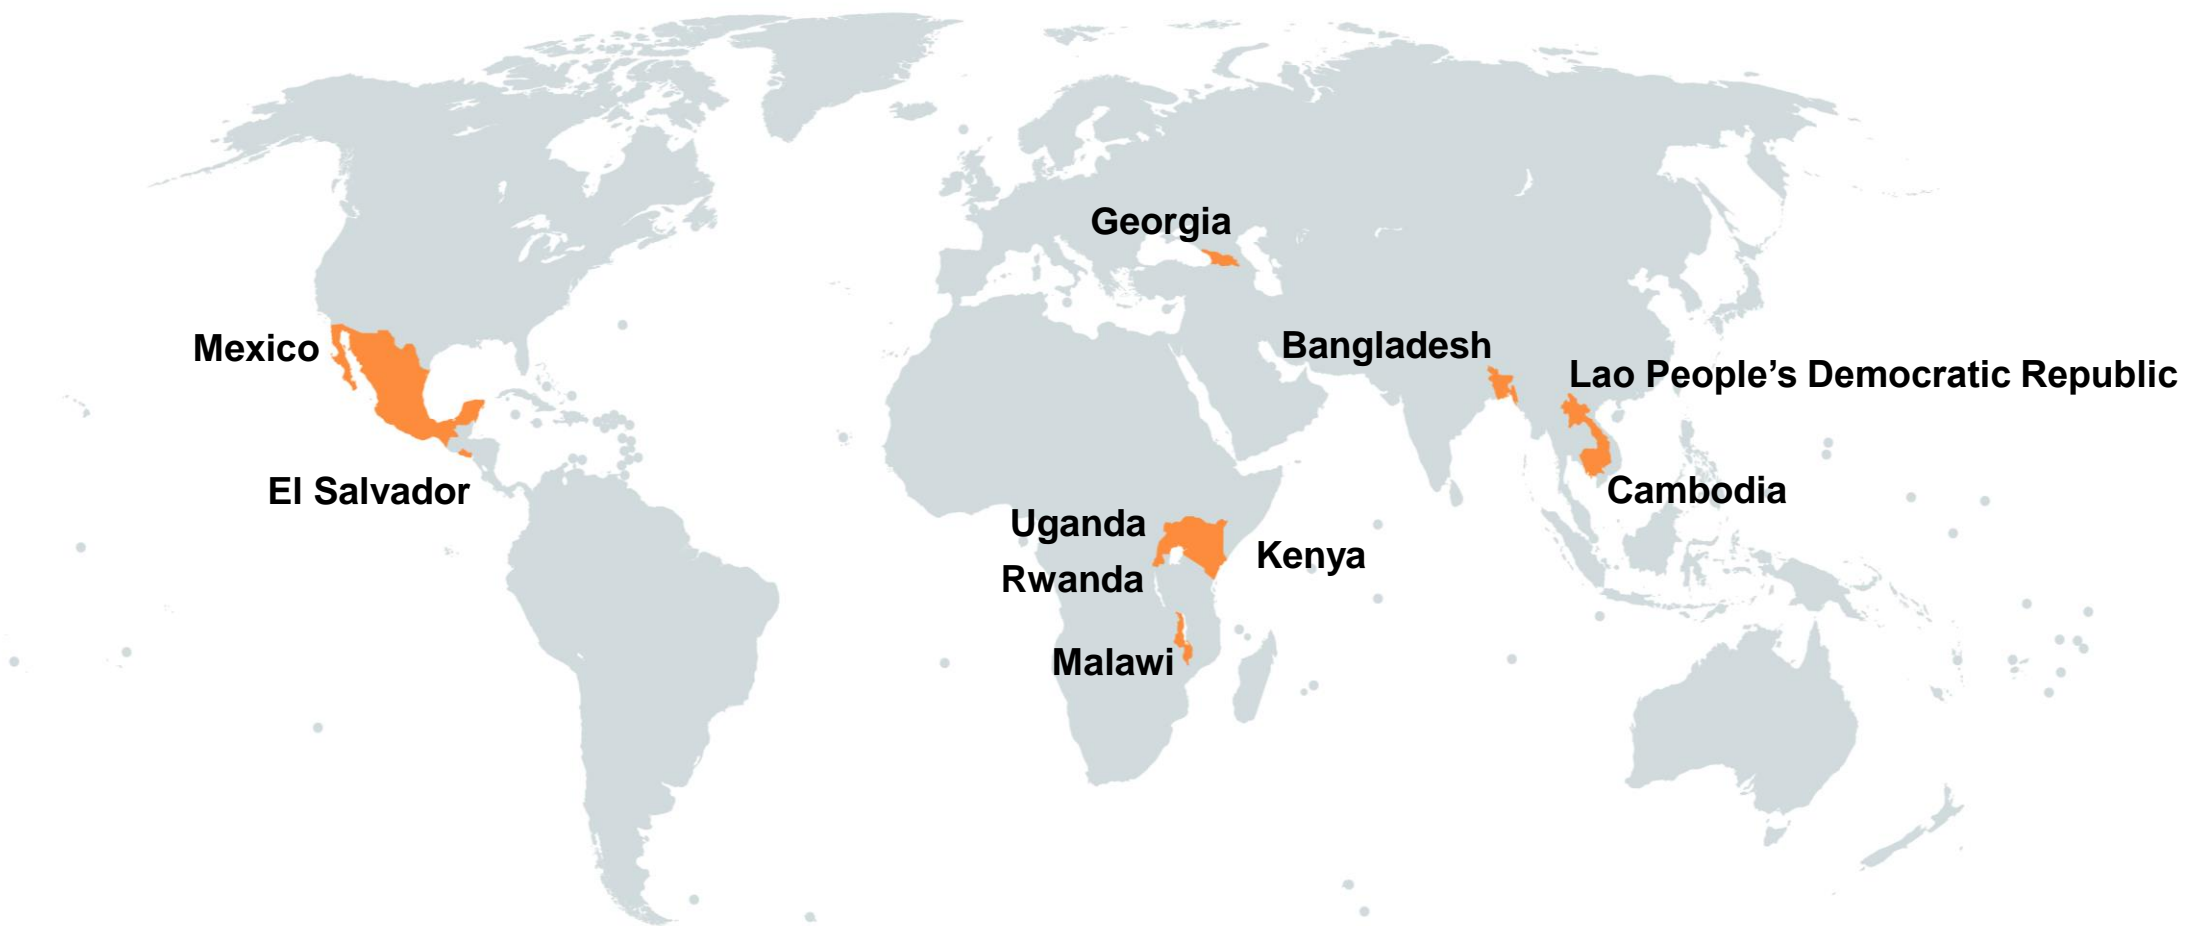 Georgia
Mexico
Bangladesh
Lao People’s Democratic Republic
El Salvador
Cambodia
Uganda
Kenya
Rwanda
Malawi